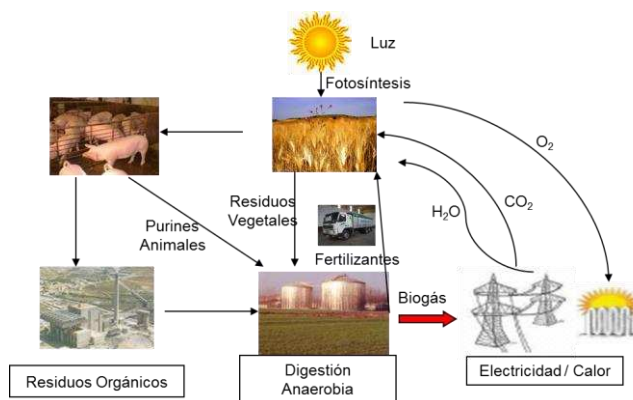 Luz
Fotosíntesis
O2
CO2
H2O
Residuos
Vegetales
Purines
Animales
Fertilizantes
Biogás
Residuos Orgánicos
Digestión
Anaerobia
Electricidad / Calor